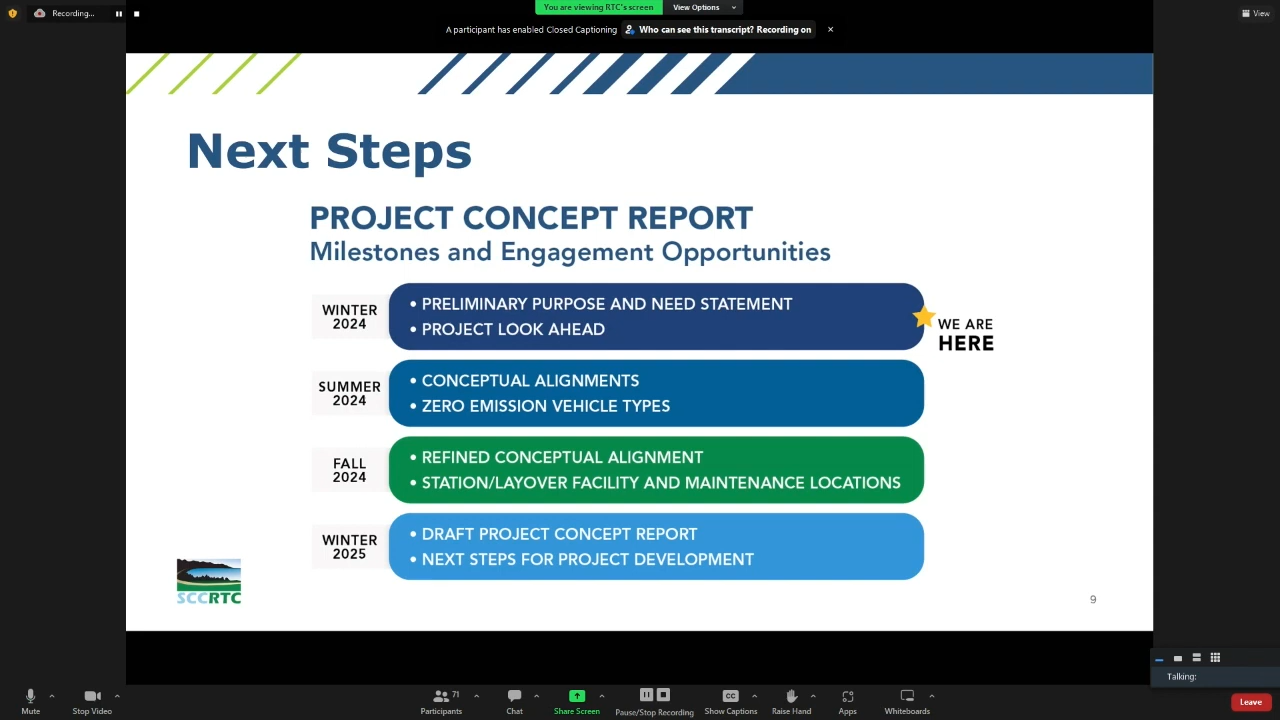 You are viewing RTC's screen
View Options
Recording...
View
A participant has enabled Closed Captioning
Who can see this transcript? Recording on
Next Steps
PROJECT CONCEPT REPORT
Milestones and Engagement Opportunities
WINTER
2024
• PRELIMINARY PURPOSE AND NEED STATEMENT
• PROJECT LOOK AHEAD
WE ARE
HERE
SUMMER
2024
• CONCEPTUAL ALIGNMENTS
• ZERO EMISSION VEHICLE TYPES
FALL
2024
• REFINED CONCEPTUAL ALIGNMENT
• STATION/LAYOVER FACILITY AND MAINTENANCE LOCATIONS
WINTER
2025
• DRAFT PROJECT CONCEPT REPORT
• NEXT STEPS FOR PROJECT DEVELOPMENT
SCCRTC
9
Talking:
Mute
Stop Video
Participants
71
Chat
Share Screen
Pause/Stop Recording
CC
Show Captions
Raise Hand
Apps
Whiteboards
Leave